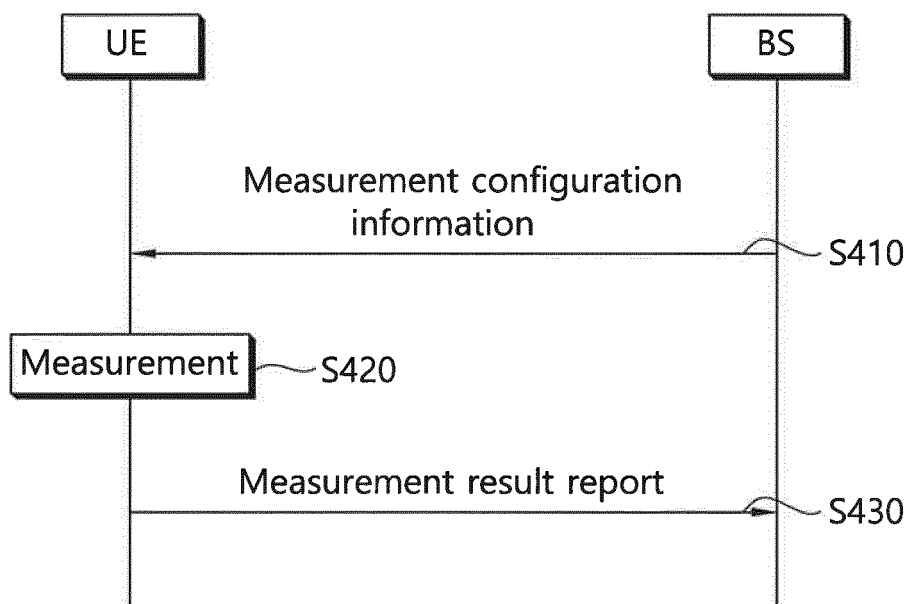 UE
BS
Measurement configuration
information
S410
Measurement
S420
Measurement result report
S430